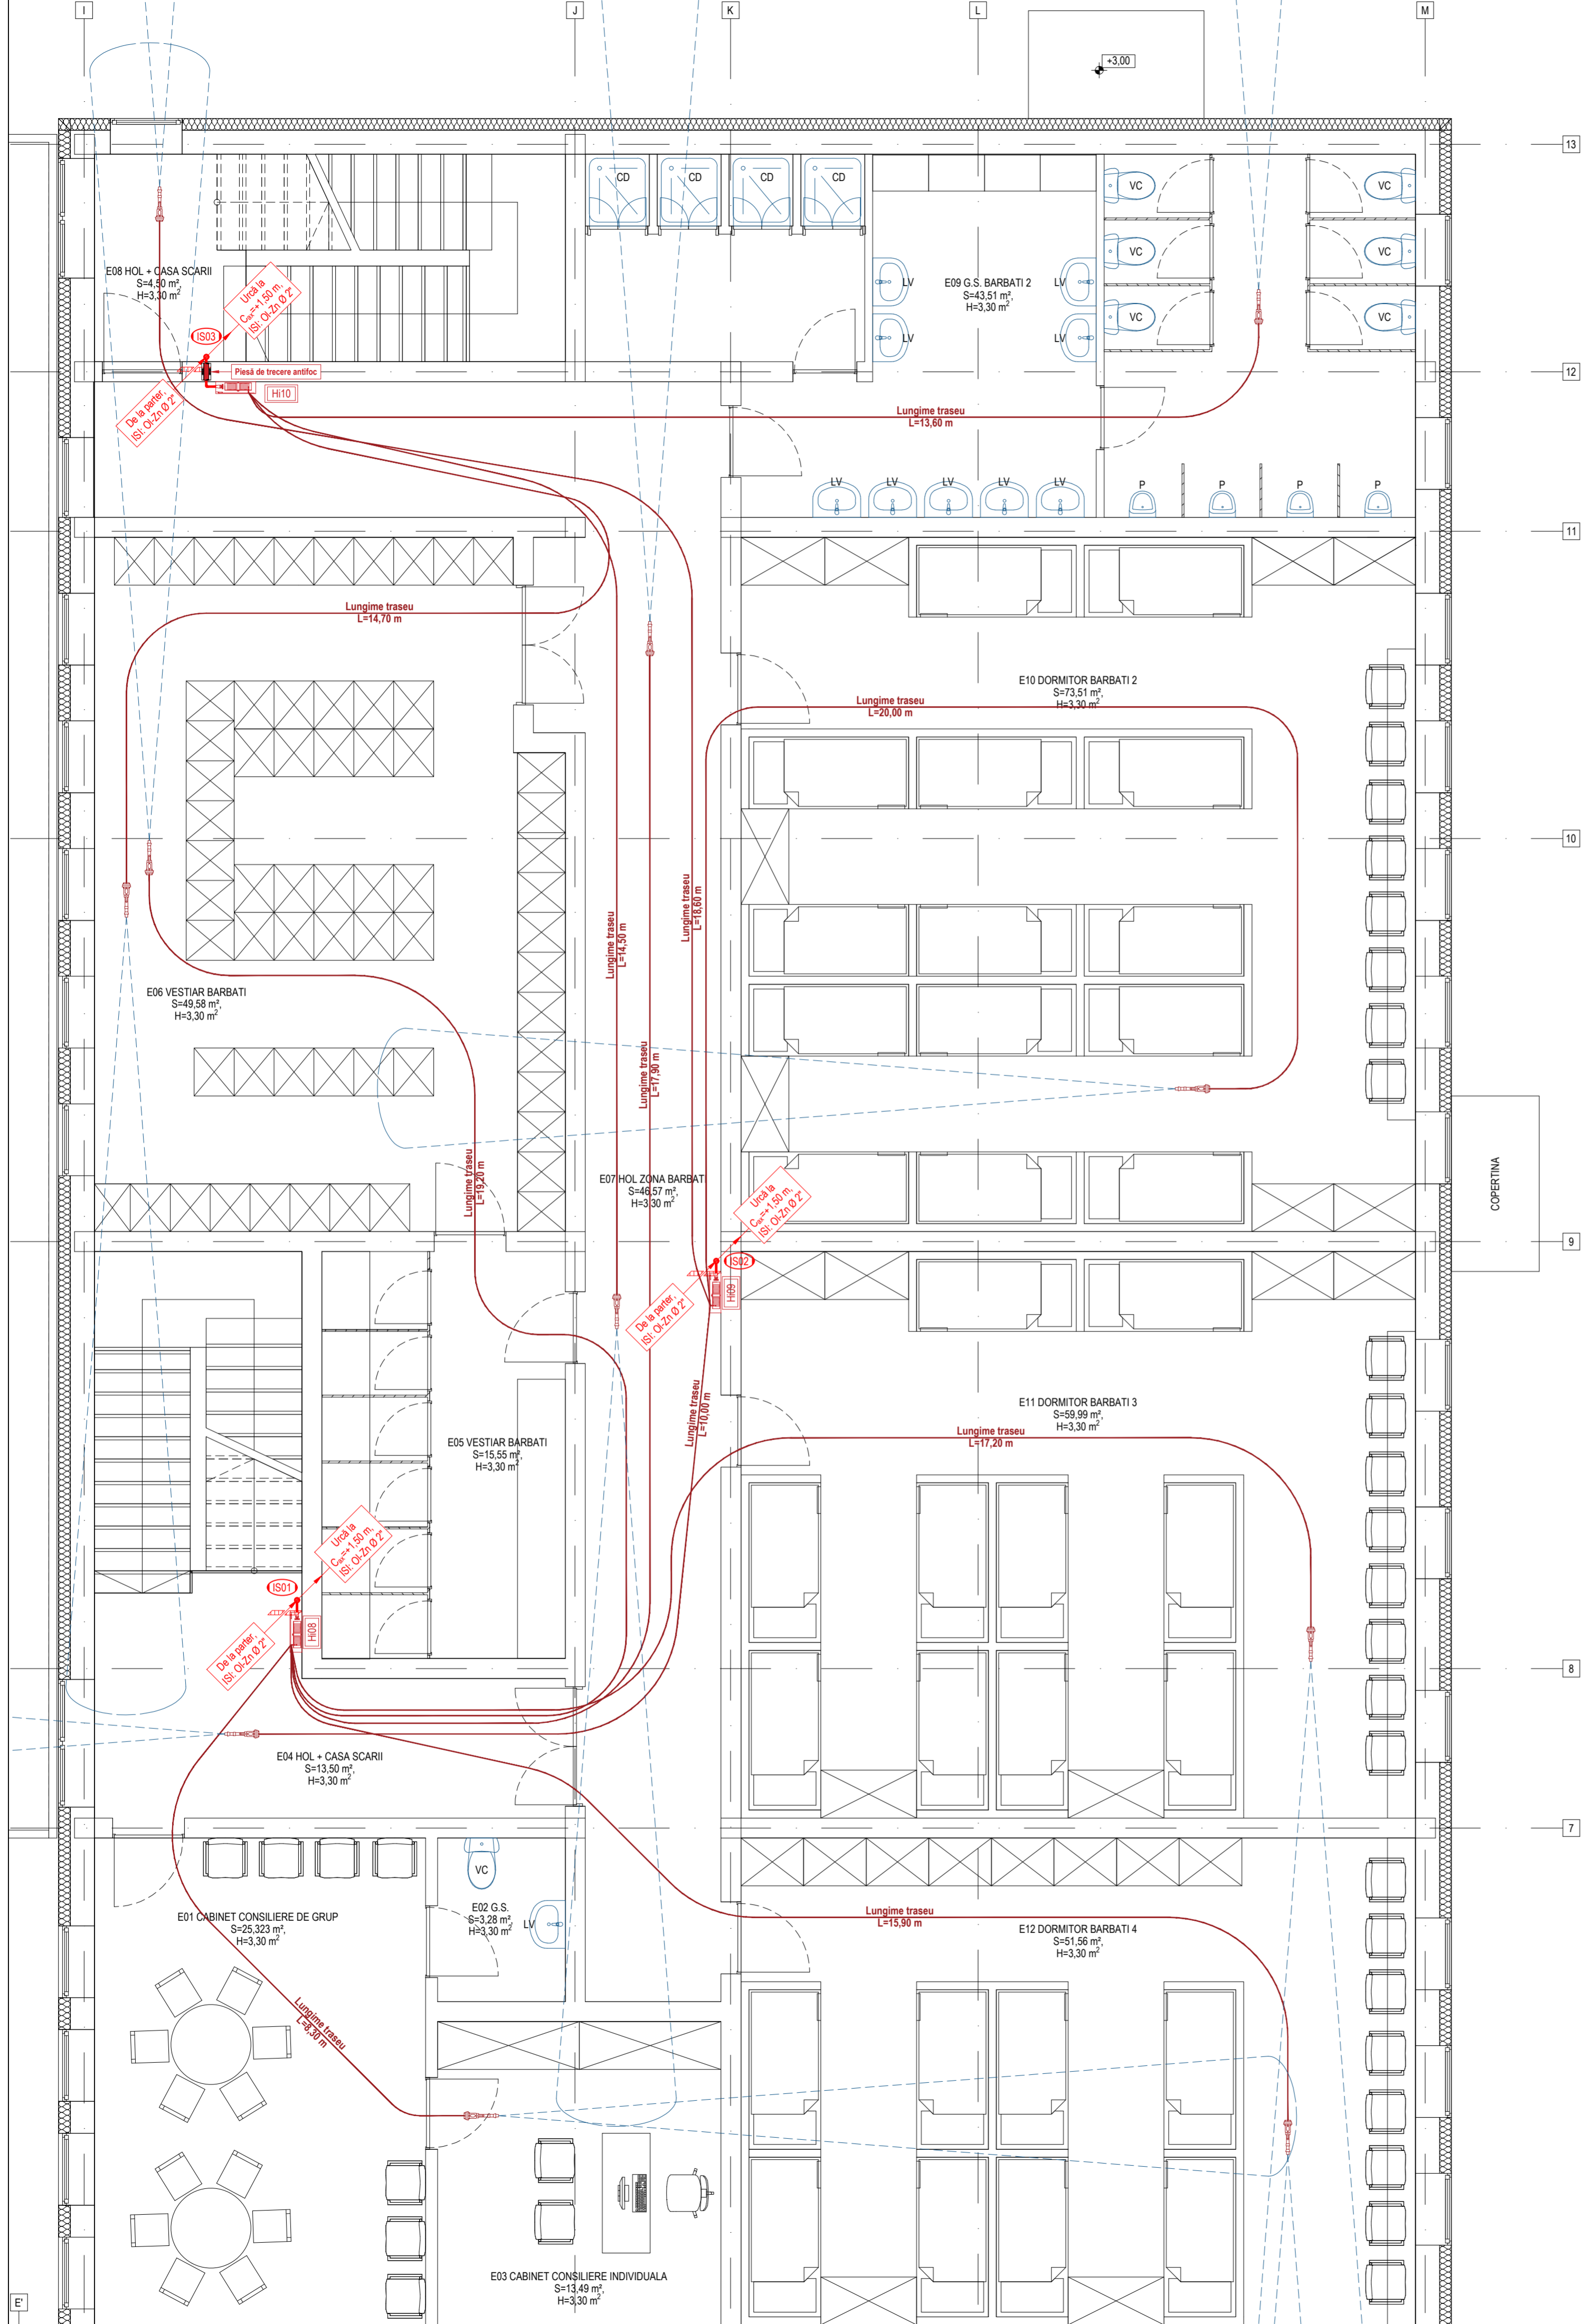 I
J
K
L
M
+3,00
13
CD
CD
CD
CD
VC
VC
VC
VC
VC
VC
E08 HOL + CASA SCARII
S=4,50 m²,
H=3,30 m²
LV
LV
LV
LV
E09 G.S. BARBATI 2
S=43,51 m²,
H=3,30 m²
Urcă la
Cax=+1,50 m,
ISI: Ol-Zn Ø 2"
IS03
Piesă de trecere antifoc
Hi10
De la parter,
ISI: Ol-Zn Ø 2"
12
Lungime traseu
L=13,60 m
LV
LV
LV
LV
LV
P
P
P
P
11
Lungime traseu
L=14,70 m
E10 DORMITOR BARBATI 2
S=73,51 m²,
H=3,30 m²
Lungime traseu
L=20,00 m
10
Lungime traseu
L=18,60 m
Lungime traseu
L=14,50 m
E06 VESTIAR BARBATI
S=49,58 m²,
H=3,30 m²
Lungime traseu
L=17,90 m
Lungime traseu
L=19,20 m
E07 HOL ZONA BARBATI
S=46,57 m²,
H=3,30 m²
COPERTINA
Urcă la
Cax=+1,50 m,
ISI: Ol-Zn Ø 2"
9
IS02
Hi09
De la parter,
ISI: Ol-Zn Ø 2"
Lungime traseu
L=10,00 m
E11 DORMITOR BARBATI 3
S=59,99 m²,
H=3,30 m²
Lungime traseu
L=17,20 m
E05 VESTIAR BARBATI
S=15,55 m²,
H=3,30 m²
Urcă la
Cax=+1,50 m,
ISI: Ol-Zn Ø 2"
IS01
Hi08
De la parter,
ISI: Ol-Zn Ø 2"
8
E04 HOL + CASA SCARII
S=13,50 m²,
H=3,30 m²
7
VC
E02 G.S.
S=3,28 m²,
H=3,30 m²
LV
E01 CABINET CONSILIERE DE GRUP
S=25,323 m²,
H=3,30 m²
Lungime traseu
L=15,90 m
E12 DORMITOR BARBATI 4
S=51,56 m²,
H=3,30 m²
Lungime traseu
L=8,30 m
E03 CABINET CONSILIERE INDIVIDUALA
S=13,49 m²,
H=3,30 m²
E'